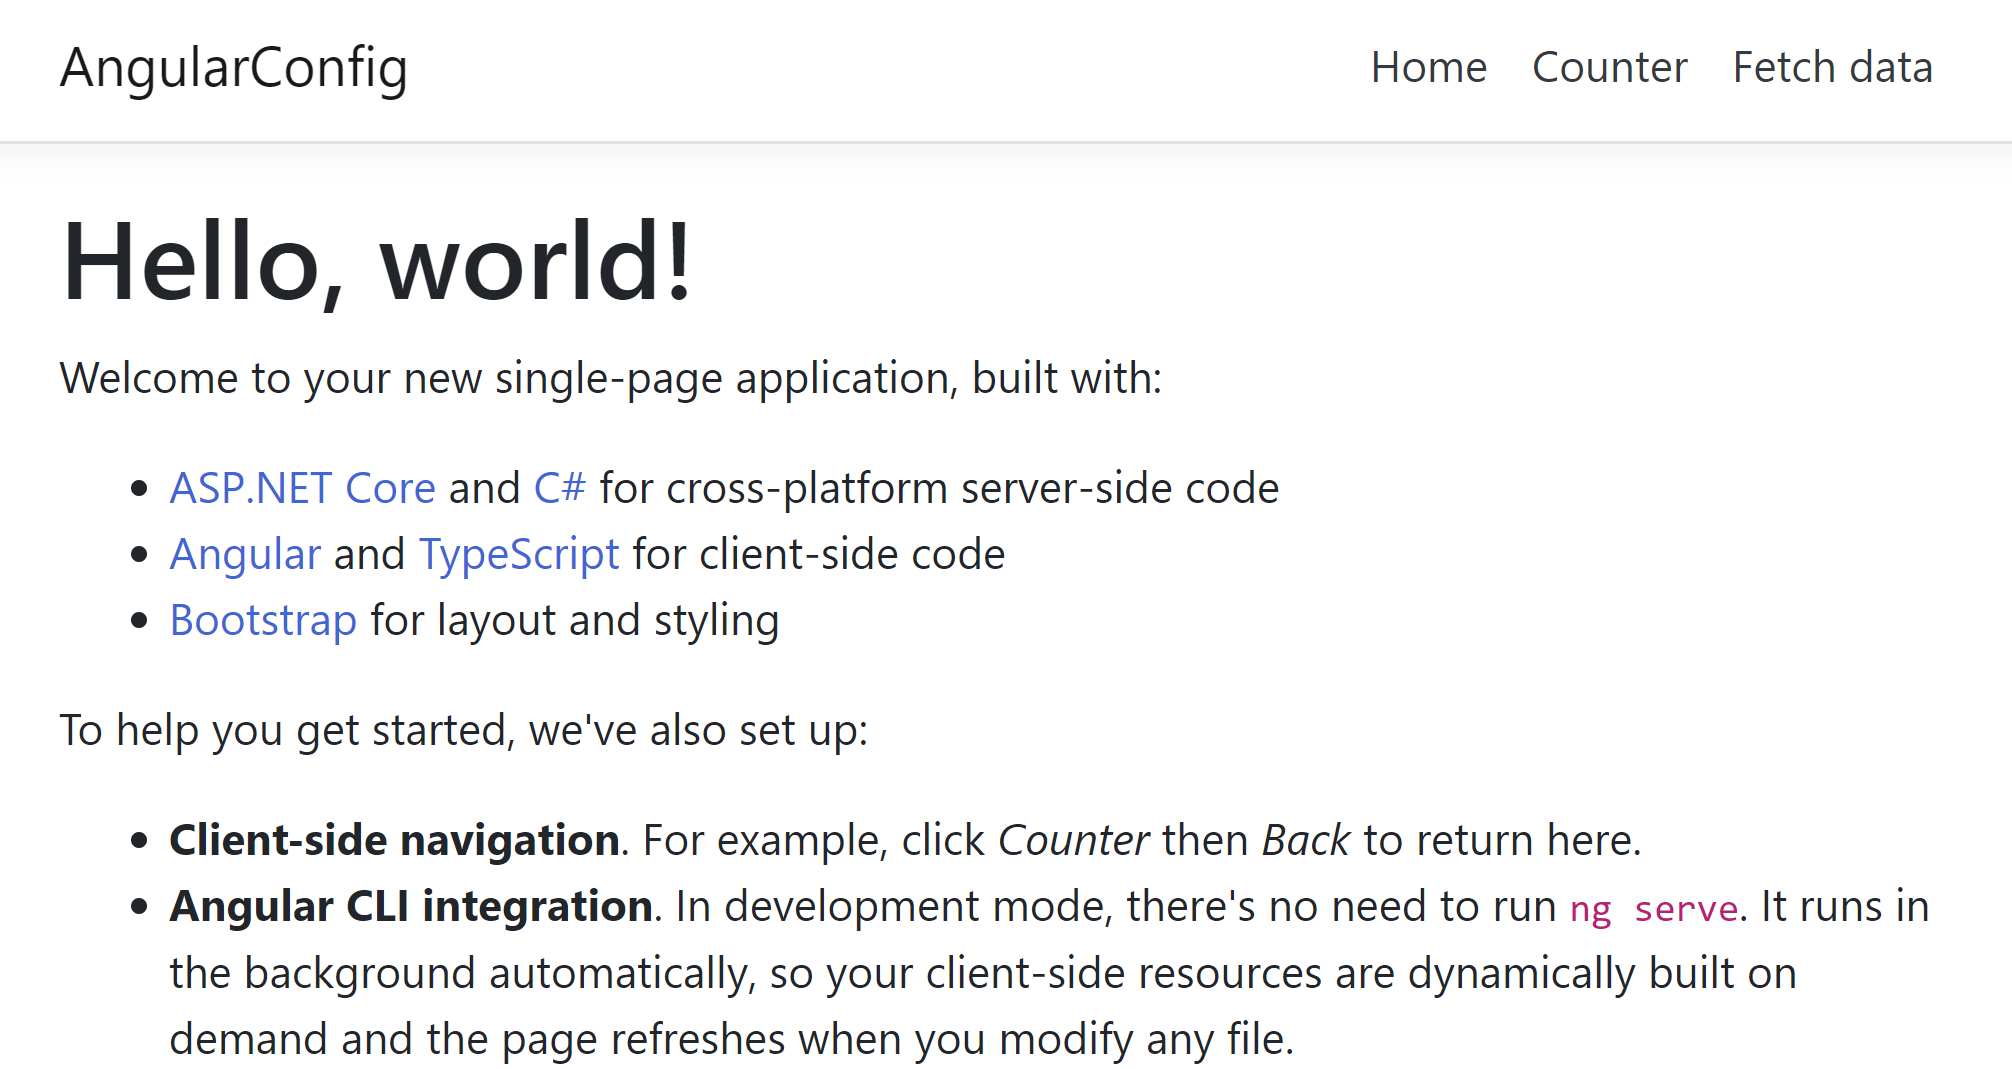 AngularConfig
Home Counter Fetch data
Hello, world!
Welcome to your new single-page application, built with:
• ASP.NET Core and C# for cross-platform server-side code
• Angular and TypeScript for client-side code
• Bootstrap for layout and styling
To help you get started, we've also set up:
• Client-side navigation. For example, click Counter then Back to return here.
• Angular CLI integration. In development mode, there's no need to run ng serve. It runs in
the background automatically, so your client-side resources are dynamically built on
demand and the page refreshes when you modify any file.